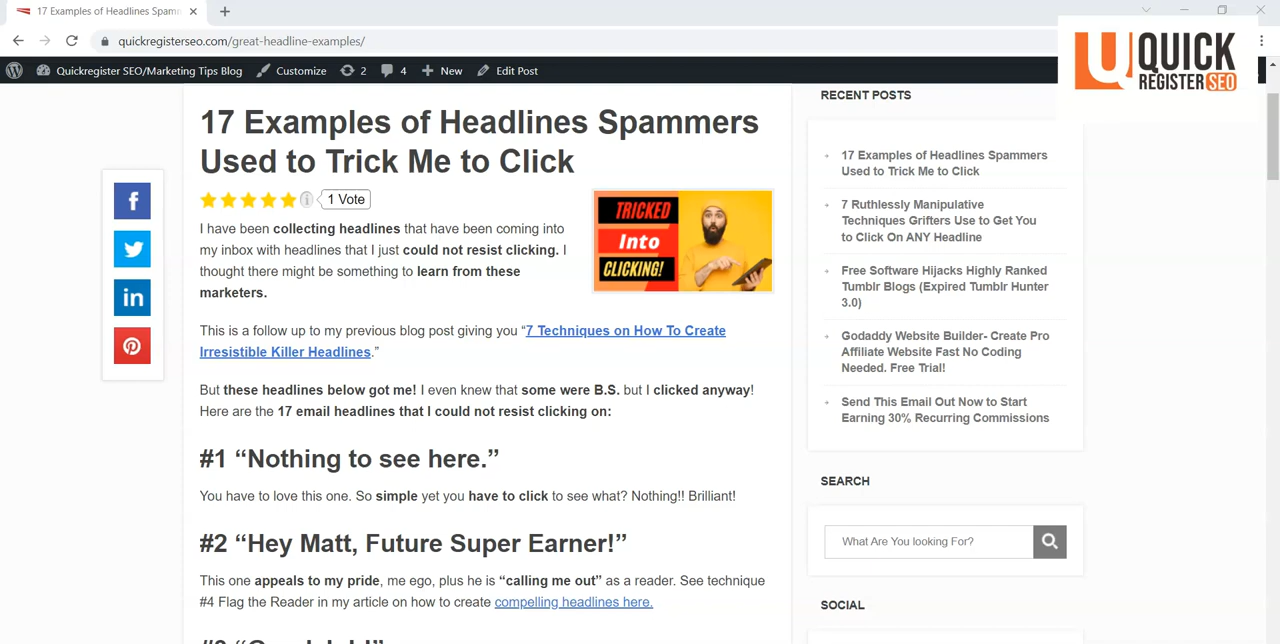 17 Examples of Headlines Spamm
quickregisterseo.com/great-headline-examples/
Quickregister SEO/Marketing Tips Blog
Customize
2
4
New
Edit Post
QUICK
REGISTER SEO
17 Examples of Headlines Spammers
Used to Trick Me to Click
1 Vote
I have been collecting headlines that have been coming into
my inbox with headlines that I just could not resist clicking. I
thought there might be something to learn from these
marketers.
TRICKED
Into
CLICKING!
This is a follow up to my previous blog post giving you “7 Techniques on How To Create
Irresistible Killer Headlines.”
But these headlines below got me! I even knew that some were B.S. but I clicked anyway!
Here are the 17 email headlines that I could not resist clicking on:
#1 “Nothing to see here.”
You have to love this one. So simple yet you have to click to see what? Nothing!! Brilliant!
#2 “Hey Matt, Future Super Earner!”
This one appeals to my pride, me ego, plus he is “calling me out” as a reader. See technique
#4 Flag the Reader in my article on how to create compelling headlines here.
RECENT POSTS
17 Examples of Headlines Spammers
Used to Trick Me to Click
7 Ruthlessly Manipulative
Techniques Grifters Use to Get You
to Click On ANY Headline
Free Software Hijacks Highly Ranked
Tumblr Blogs (Expired Tumblr Hunter
3.0)
Godaddy Website Builder- Create Pro
Affiliate Website Fast No Coding
Needed. Free Trial!
Send This Email Out Now to Start
Earning 30% Recurring Commissions
SEARCH
What Are You looking For?
SOCIAL